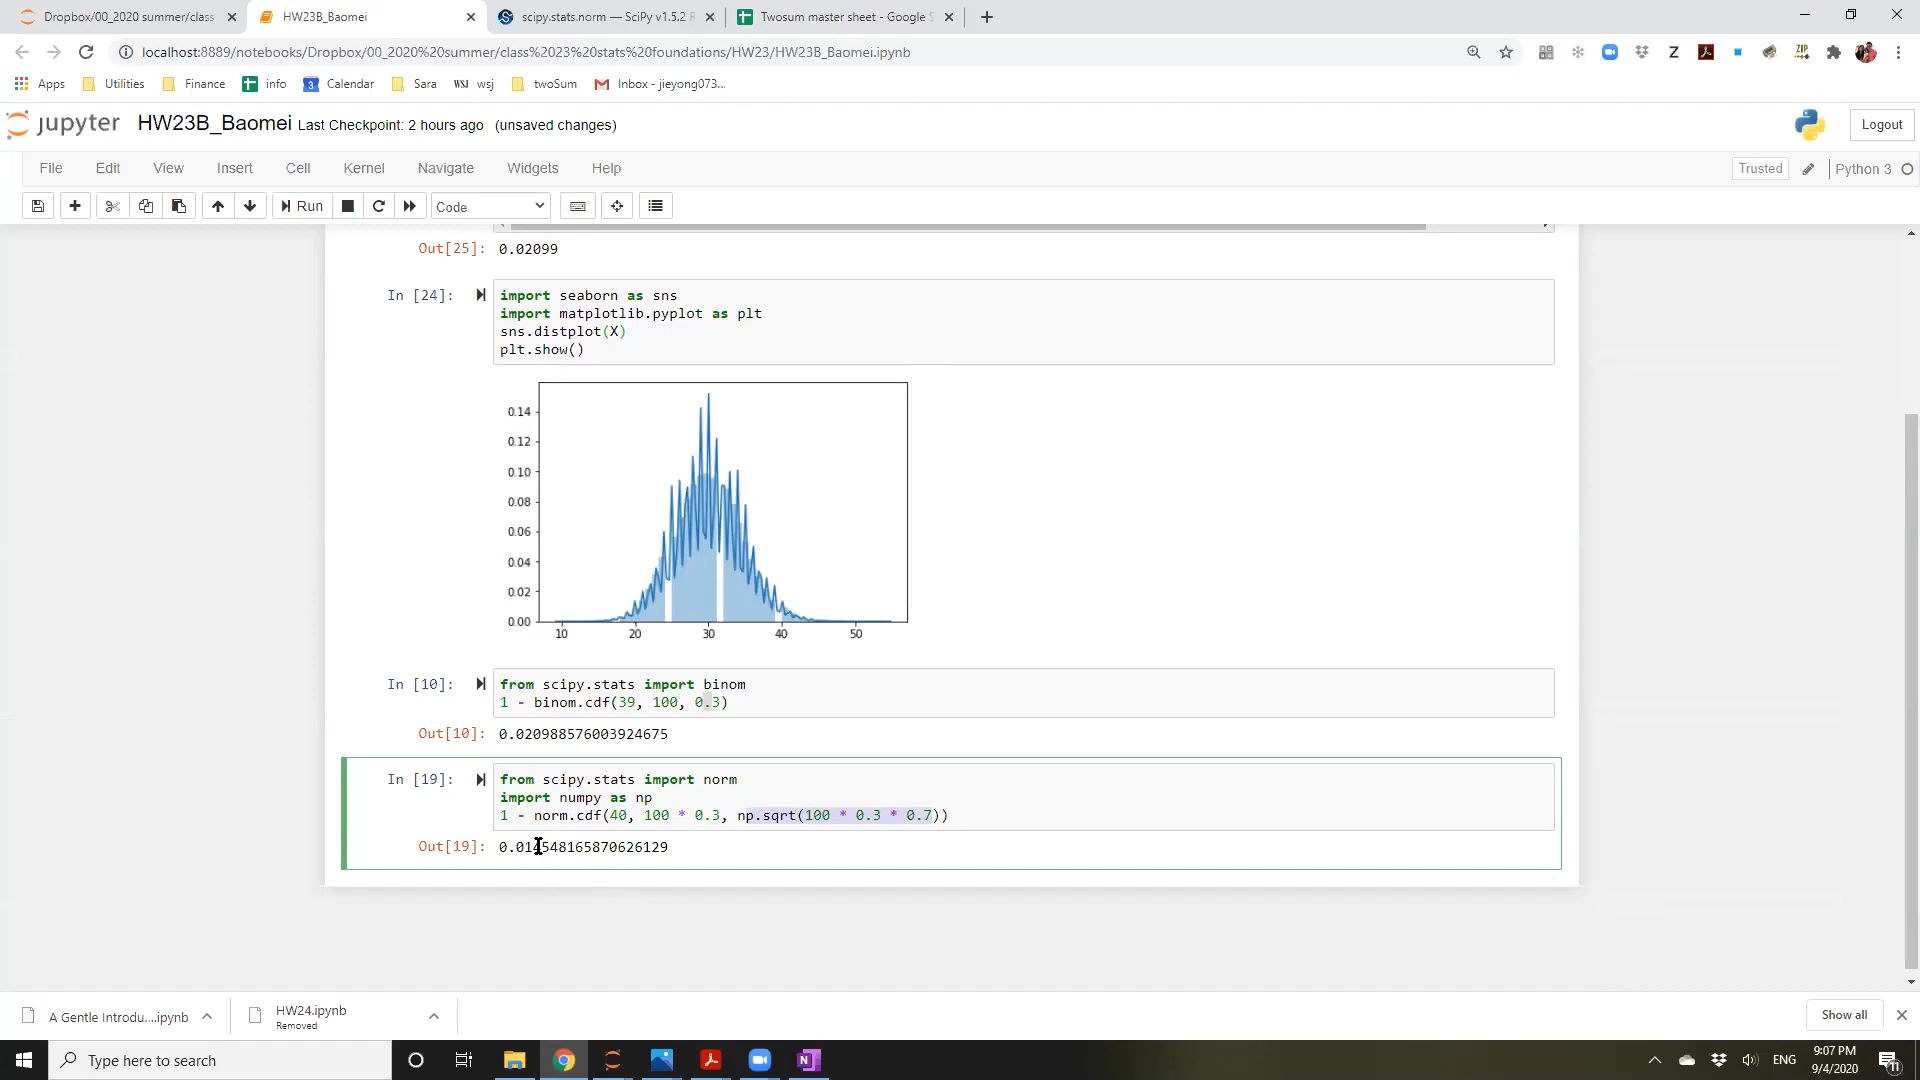 Dropbox/00_2020 summer/class
HW23B_Baomei
scipy.stats.norm — SciPy v1.5.2 R
Twosum master sheet - Google S
localhost:8889/notebooks/Dropbox/00_2020%20summer/class%2023%20stats%20foundations/HW23/HW23B_Baomei.ipynb
Apps
Utilities
Finance
info
Calendar
Sara
WSJ wsj
twoSum
Inbox - jieyong073...
jupyter HW23B_Baomei Last Checkpoint: 2 hours ago (unsaved changes)
Logout
File Edit View Insert Cell Kernel Navigate Widgets Help
Trusted
Python 3
Run
Code
Out[25]: 0.02099
In [24]: import seaborn as sns
import matplotlib.pyplot as plt
sns.distplot(X)
plt.show()
0.14
0.12
0.10
0.08
0.06
0.04
0.02
0.00
10 20 30 40 50
In [10]: from scipy.stats import binom
1 - binom.cdf(39, 100, 0.3)
Out[10]: 0.020988576003924675
In [19]: from scipy.stats import norm
import numpy as np
1 - norm.cdf(40, 100 * 0.3, np.sqrt(100 * 0.3 * 0.7))
Out[19]: 0.014548165870626129
A Gentle Introdu....ipynb
HW24.ipynb
Removed
Show all
Type here to search
ENG
9:07 PM
9/4/2020
11